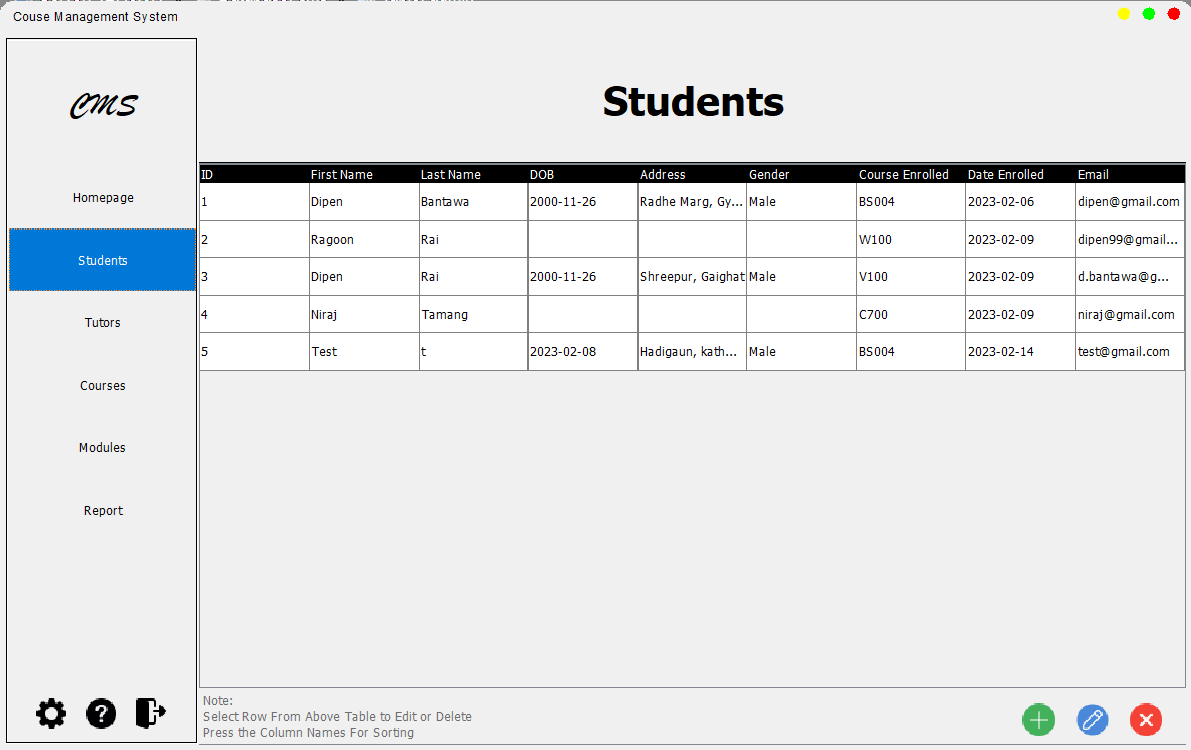 Couse Management System
CMS
Homepage
Students
Tutors
Courses
Modules
Report
Students
ID First Name Last Name DOB Address Gender Course Enrolled Date Enrolled Email
1 Dipen Bantawa 2000-11-26 Radhe Marg, Gy... Male BS004 2023-02-06 dipen@gmail.com
2 Ragoon Rai W100 2023-02-09 dipen99@gmail...
3 Dipen Rai 2000-11-26 Shreepur, Gaighat Male V100 2023-02-09 d.bantawa@g...
4 Niraj Tamang C700 2023-02-09 niraj@gmail.com
5 Test t 2023-02-08 Hadigaun, kath... Male BS004 2023-02-14 test@gmail.com
Note:
Select Row From Above Table to Edit or Delete
Press the Column Names For Sorting